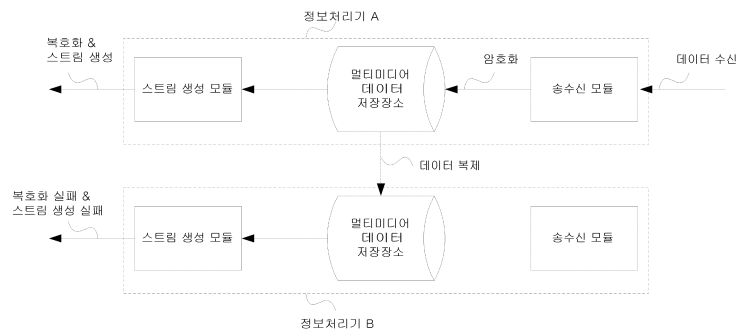 정보처리기 A
복호화 &
스트림 생성
스트림 생성 모듈
멀티미디어
데이터
저장장소
암호화
송수신 모듈
데이터 수신
데이터 복제
복호화 실패 &
스트림 생성 실패
스트림 생성 모듈
멀티미디어
데이터
저장장소
송수신 모듈
정보처리기 B